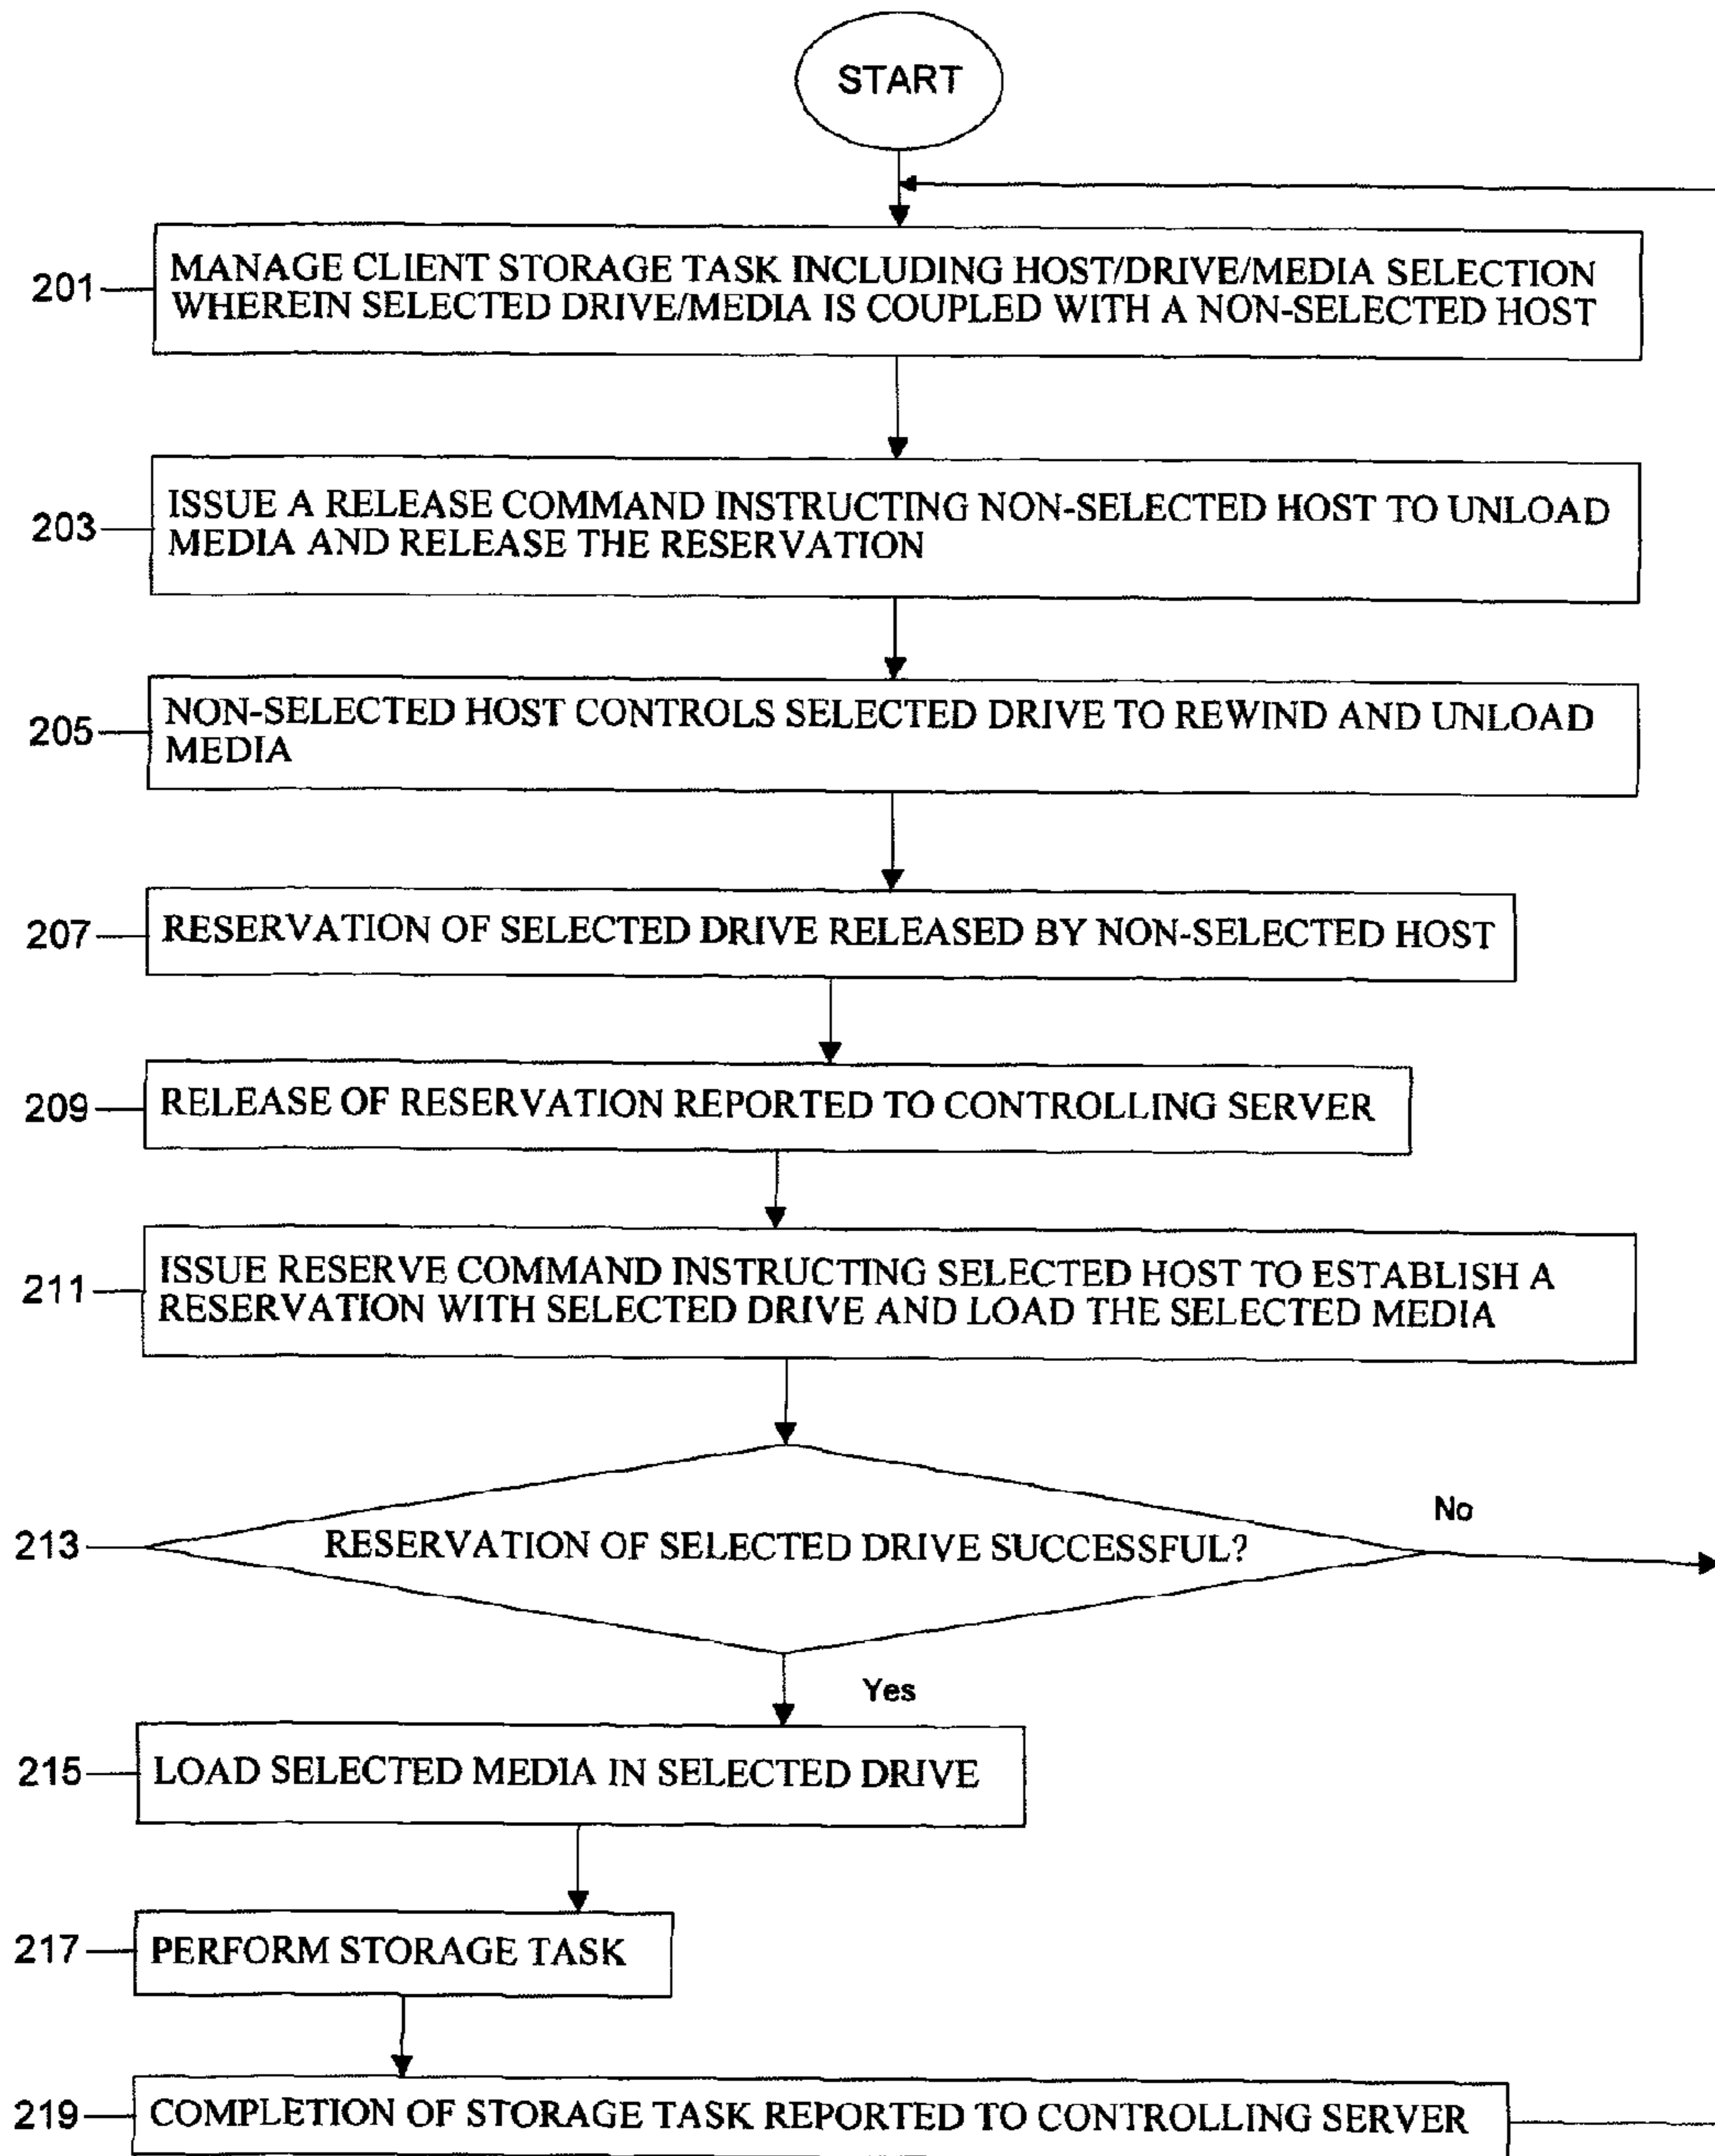 START
201
MANAGE CLIENT STORAGE TASK INCLUDING HOST/DRIVE/MEDIA SELECTION
WHEREIN SELECTED DRIVE/MEDIA IS COUPLED WITH A NON-SELECTED HOST
203
ISSUE A RELEASE COMMAND INSTRUCTING NON-SELECTED HOST TO UNLOAD
MEDIA AND RELEASE THE RESERVATION
205
NON-SELECTED HOST CONTROLS SELECTED DRIVE TO REWIND AND UNLOAD
MEDIA
207
RESERVATION OF SELECTED DRIVE RELEASED BY NON-SELECTED HOST
209
RELEASE OF RESERVATION REPORTED TO CONTROLLING SERVER
211
ISSUE RESERVE COMMAND INSTRUCTING SELECTED HOST TO ESTABLISH A
RESERVATION WITH SELECTED DRIVE AND LOAD THE SELECTED MEDIA
213
RESERVATION OF SELECTED DRIVE SUCCESSFUL?
No
Yes
215
LOAD SELECTED MEDIA IN SELECTED DRIVE
217
PERFORM STORAGE TASK
219
COMPLETION OF STORAGE TASK REPORTED TO CONTROLLING SERVER